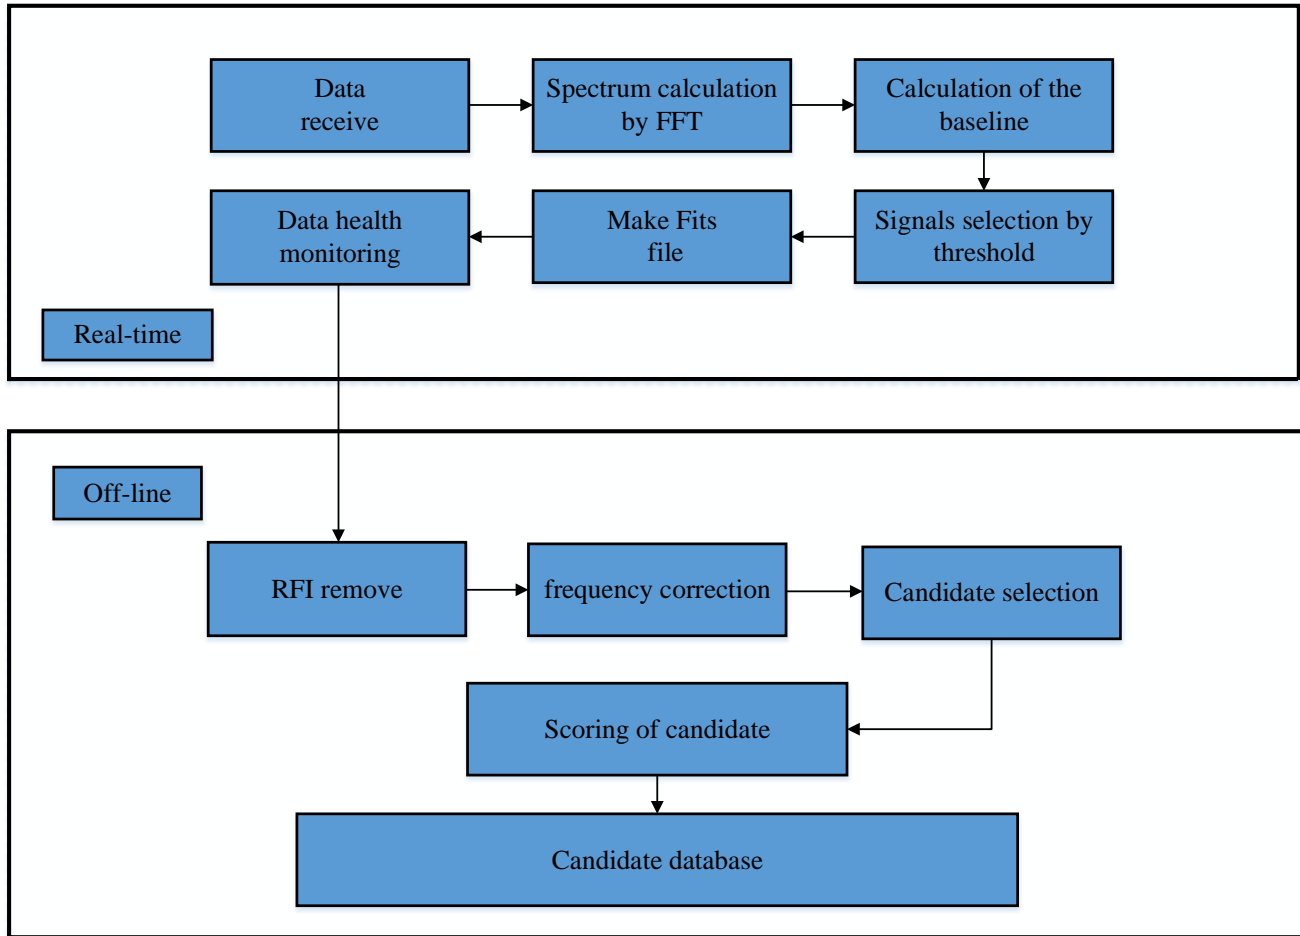 Data
receive
Spectrum calculation
by FFT
Calculation of the
baseline
Data health
monitoring
Make Fits
file
Signals selection by
threshold
Real-time
Off-line
RFI remove
frequency correction
Candidate selection
Scoring of candidate
Candidate database